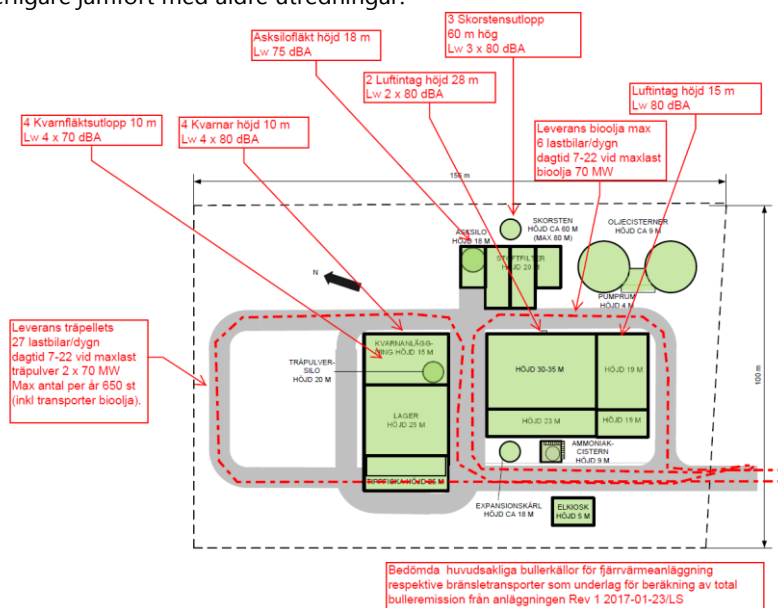 enligare jämfört med äldre utredningar.
3 Skorstensutlopp
60 m hög
Lw 3 x 80 dBA
Asksilofläkt höjd 18 m
Lw 75 dBA
2 Luftintag höjd 28 m
Lw 2 x 80 dBA
Luftintag höjd 15 m
Lw 80 dBA
4 Kvarnfläktsutlopp 10 m
Lw 4 x 70 dBA
4 Kvarnar höjd 10 m
Lw 4 x 80 dBA
Leverans bioolja max
6 lastbilar/dygn
dagtid 7-22 vid maxlast
bioolja 70 MW
156 m
ASKSILO
HÖJD 18 M
SKORSTEN
HÖJD CA 60 M
(MAX 80 M)
OLJECISTERNER
HÖJD CA 9 M
STOFTFILTER
HÖJD 20 M
N
PUMPRUM
HÖJD 4 M
Leverans träpellets
27 lastbilar/dygn
dagtid 7-22 vid maxlast
träpulver 2 x 70 MW
Max antal per år 650 st
(inkl transporter bioolja).
KVARNANLÄGG-
NING HÖJD 15 M
TRÄPULVER-
SILO
HÖJD 20 M
HÖJD 30-35 M
HÖJD 19 M
100 m
LAGER
HÖJD 25 M
HÖJD 23 M
HÖJD 19 M
AMMONIAK-
CISTERN
HÖJD 9 M
TIPPFICKA HÖJD M
EXPANSIONSKÄRL
HÖJD CA 18 M
ELKIOSK
HÖJD 5 M
Bedömda huvudsakliga bullerkällor för fjärrvärmeanläggning
respektive bränsletransporter som underlag för beräkning av total
bulleremission från anläggningen Rev 1 2017-01-23/LS